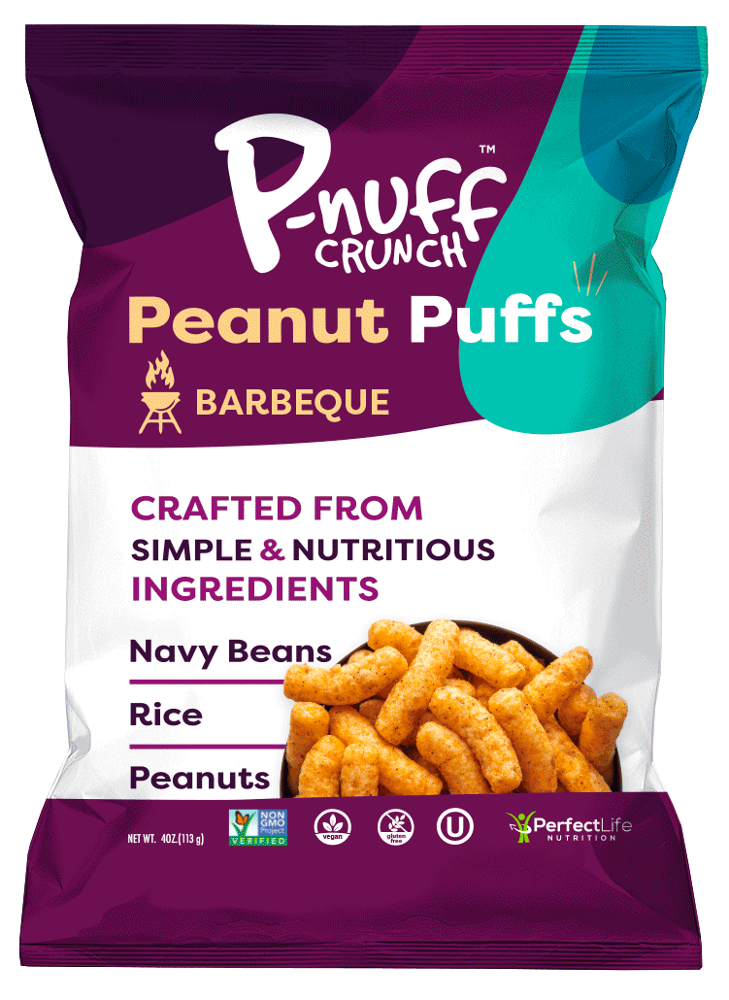 P-nuff™
CRUNCH
Peanut Puffs
BARBEQUE
CRAFTED FROM
SIMPLE & NUTRITIOUS
INGREDIENTS
Navy Beans
Rice
Peanuts
NET WT. 4OZ.(113 g)
NON
GMO
Project
VERIFIED
vegan
gluten
free
U
PerfectLife
NUTRITION